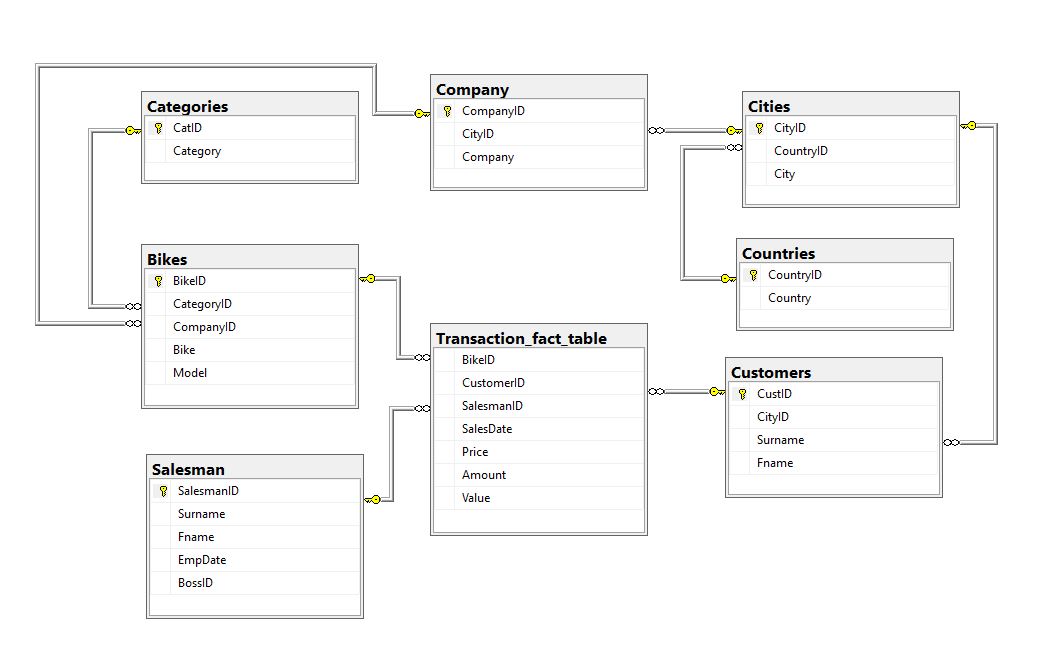 Categories
CatID
Category
Company
CompanyID
CityID
Company
Cities
CityID
CountryID
City
Bikes
BikeID
CategoryID
CompanyID
Bike
Model
Countries
CountryID
Country
Transaction_fact_table
BikeID
CustomerID
SalesmanID
SalesDate
Price
Amount
Value
Customers
CustID
CityID
Surname
Fname
Salesman
SalesmanID
Surname
Fname
EmpDate
BossID